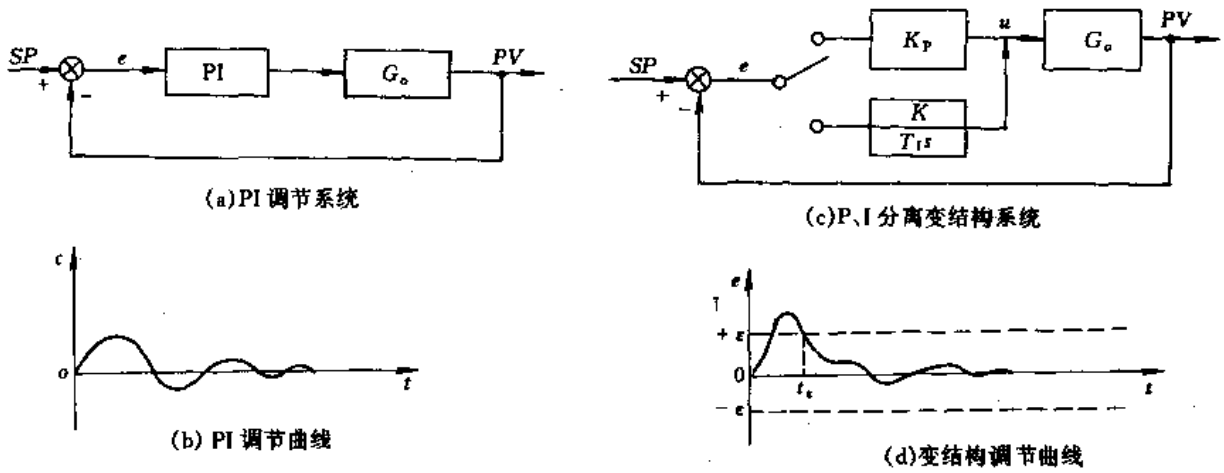 SP
+
−
e
PI
G₀
PV
(a)PI 调节系统
SP
+
−
e
K_P
K
T_I s
u
G₀
PV
(c)P、I 分离变结构系统
c
o
t
(b) PI 调节曲线
e
+ε
0
t_ε
t
−ε
(d)变结构调节曲线